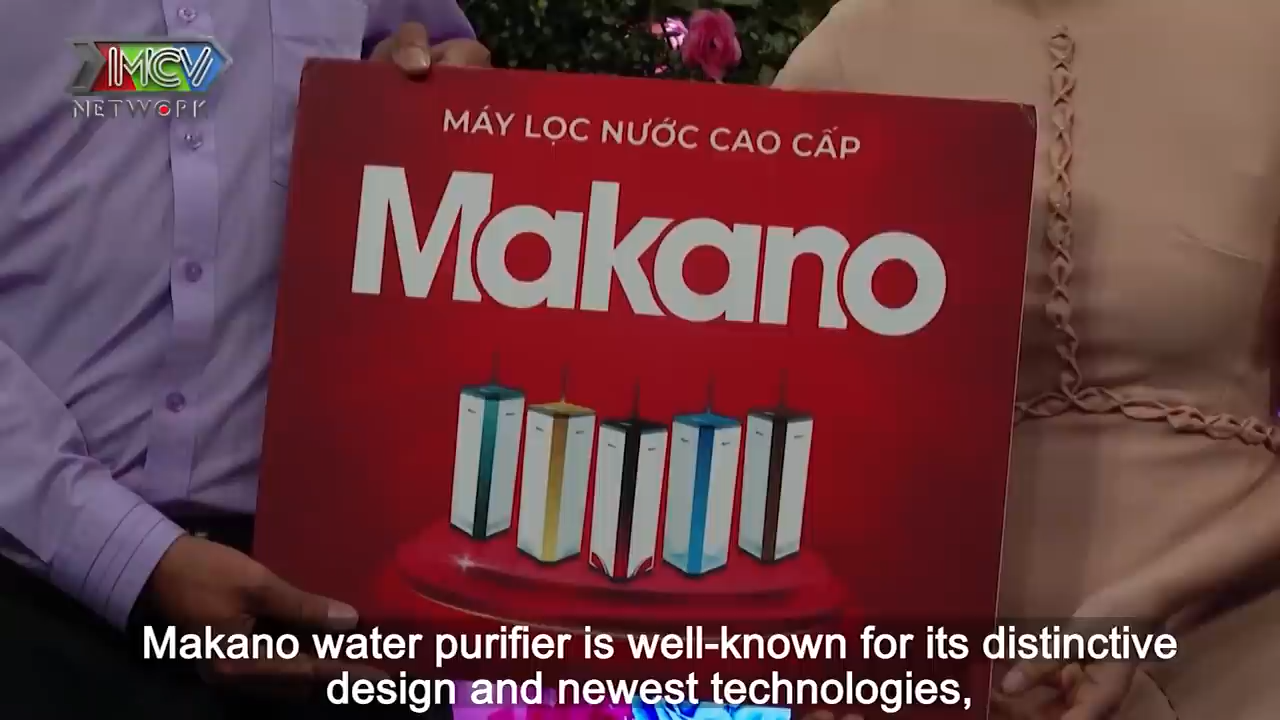 MCV
NETWORK
MÁY LỌC NƯỚC CAO CẤP
Makano
Makano water purifier is well-known for its distinctive
design and newest technologies,